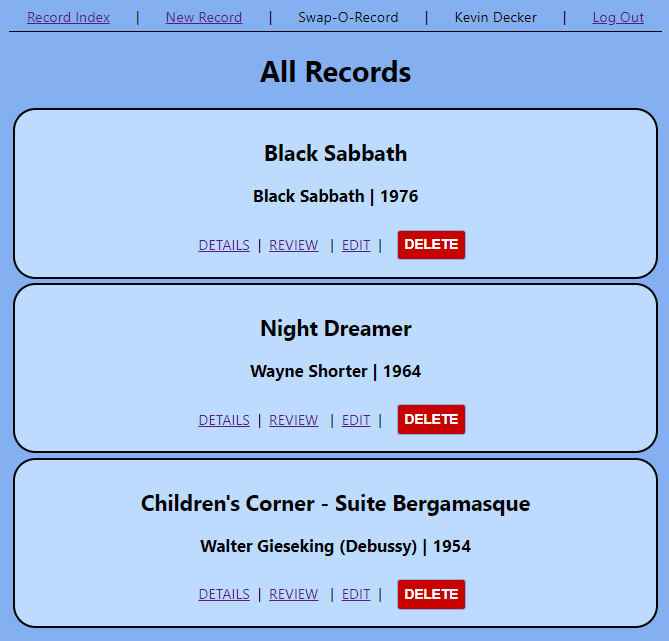 Record Index | New Record | Swap-O-Record | Kevin Decker | Log Out
All Records
Black Sabbath
Black Sabbath | 1976
DETAILS | REVIEW | EDIT | DELETE
Night Dreamer
Wayne Shorter | 1964
DETAILS | REVIEW | EDIT | DELETE
Children's Corner - Suite Bergamasque
Walter Gieseking (Debussy) | 1954
DETAILS | REVIEW | EDIT | DELETE